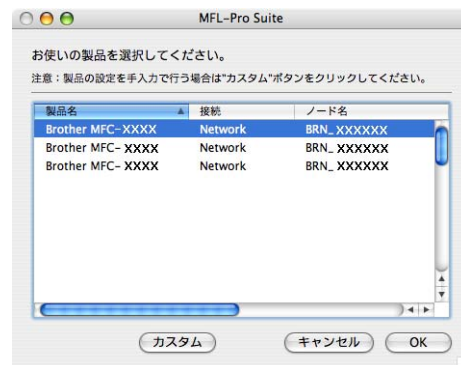 MFL-Pro Suite
お使いの製品を選択してください。
注意：製品の設定を手入力で行う場合は"カスタム"ボタンをクリックしてください。
製品名 接続 ノード名
Brother MFC-XXXX Network BRN_XXXXXX
Brother MFC- XXXX Network BRN_ XXXXXX
Brother MFC- XXXX Network BRN_ XXXXXX
カスタム キャンセル OK